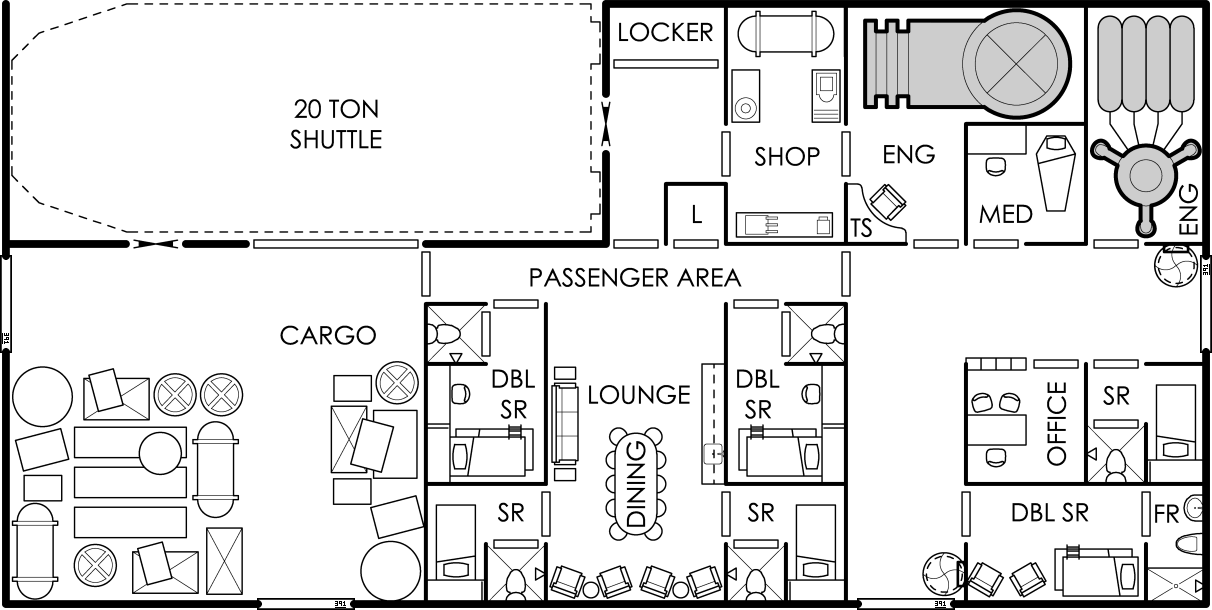 LOCKER
20 TON
SHUTTLE
SHOP
ENG
MED
ENG
L
TS
PASSENGER AREA
CARGO
DBL
SR
LOUNGE
DBL
SR
OFFICE
SR
DINING
SR
SR
DBL SR
FR